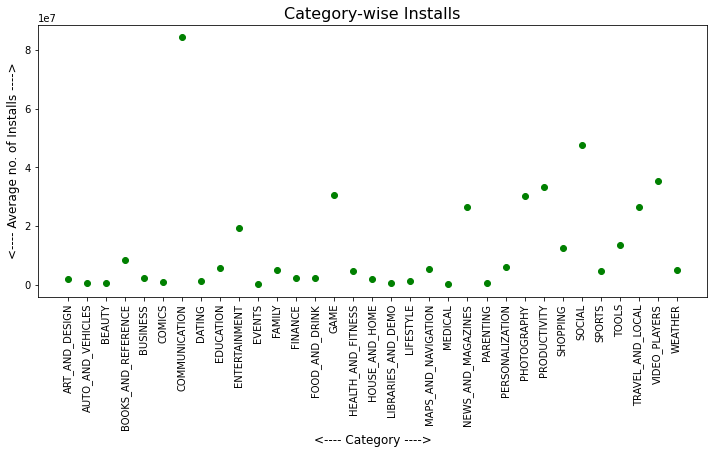 Category-wise Installs
1e7
8
6
4
2
0
<---- Average no. of Installs ---->
ART_AND_DESIGN
AUTO_AND_VEHICLES
BEAUTY
BOOKS_AND_REFERENCE
BUSINESS
COMICS
COMMUNICATION
DATING
EDUCATION
ENTERTAINMENT
EVENTS
FAMILY
FINANCE
FOOD_AND_DRINK
GAME
HEALTH_AND_FITNESS
HOUSE_AND_HOME
LIBRARIES_AND_DEMO
LIFESTYLE
MAPS_AND_NAVIGATION
MEDICAL
NEWS_AND_MAGAZINES
PARENTING
PERSONALIZATION
PHOTOGRAPHY
PRODUCTIVITY
SHOPPING
SOCIAL
SPORTS
TOOLS
TRAVEL_AND_LOCAL
VIDEO_PLAYERS
WEATHER
<---- Category ---->